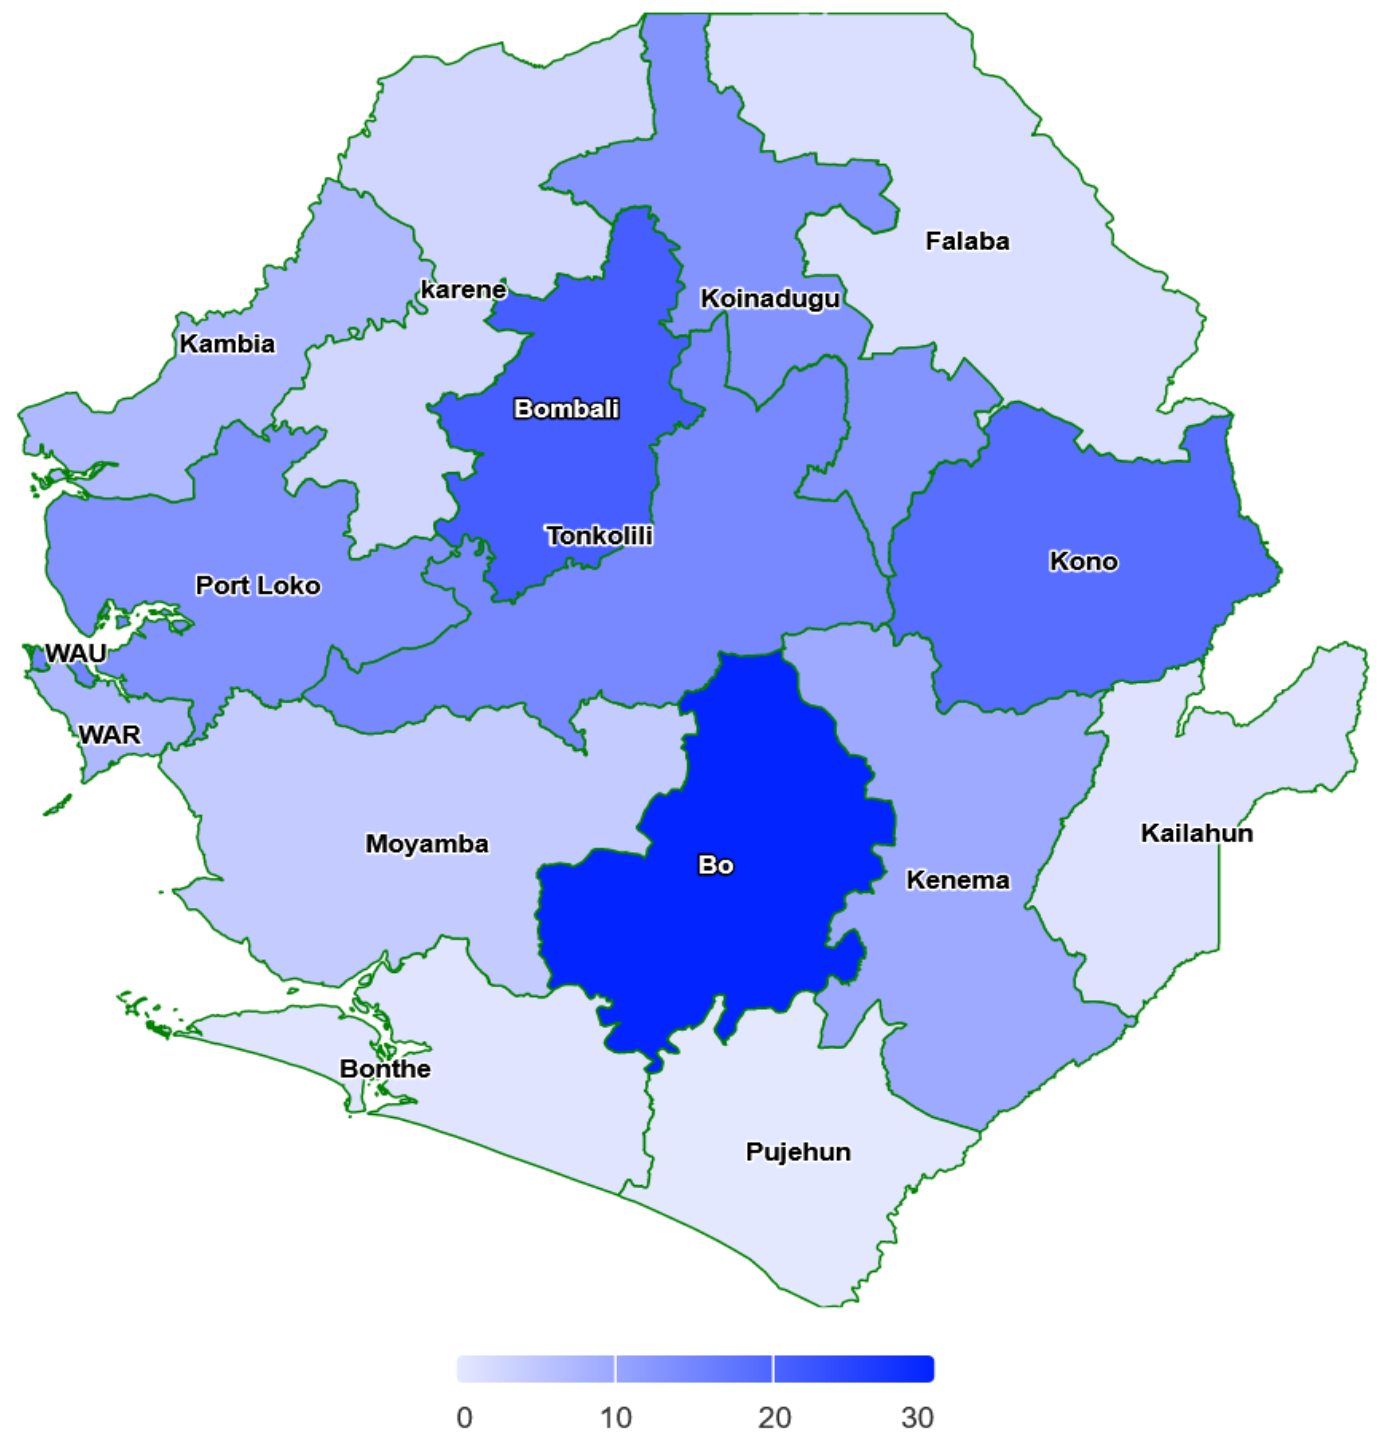 Falaba
karene
Koinadugu
Kambia
Bombali
Tonkolili
Kono
Port Loko
WAU
WAR
Kailahun
Moyamba
Bo
Kenema
Bonthe
Pujehun
0 10 20 30